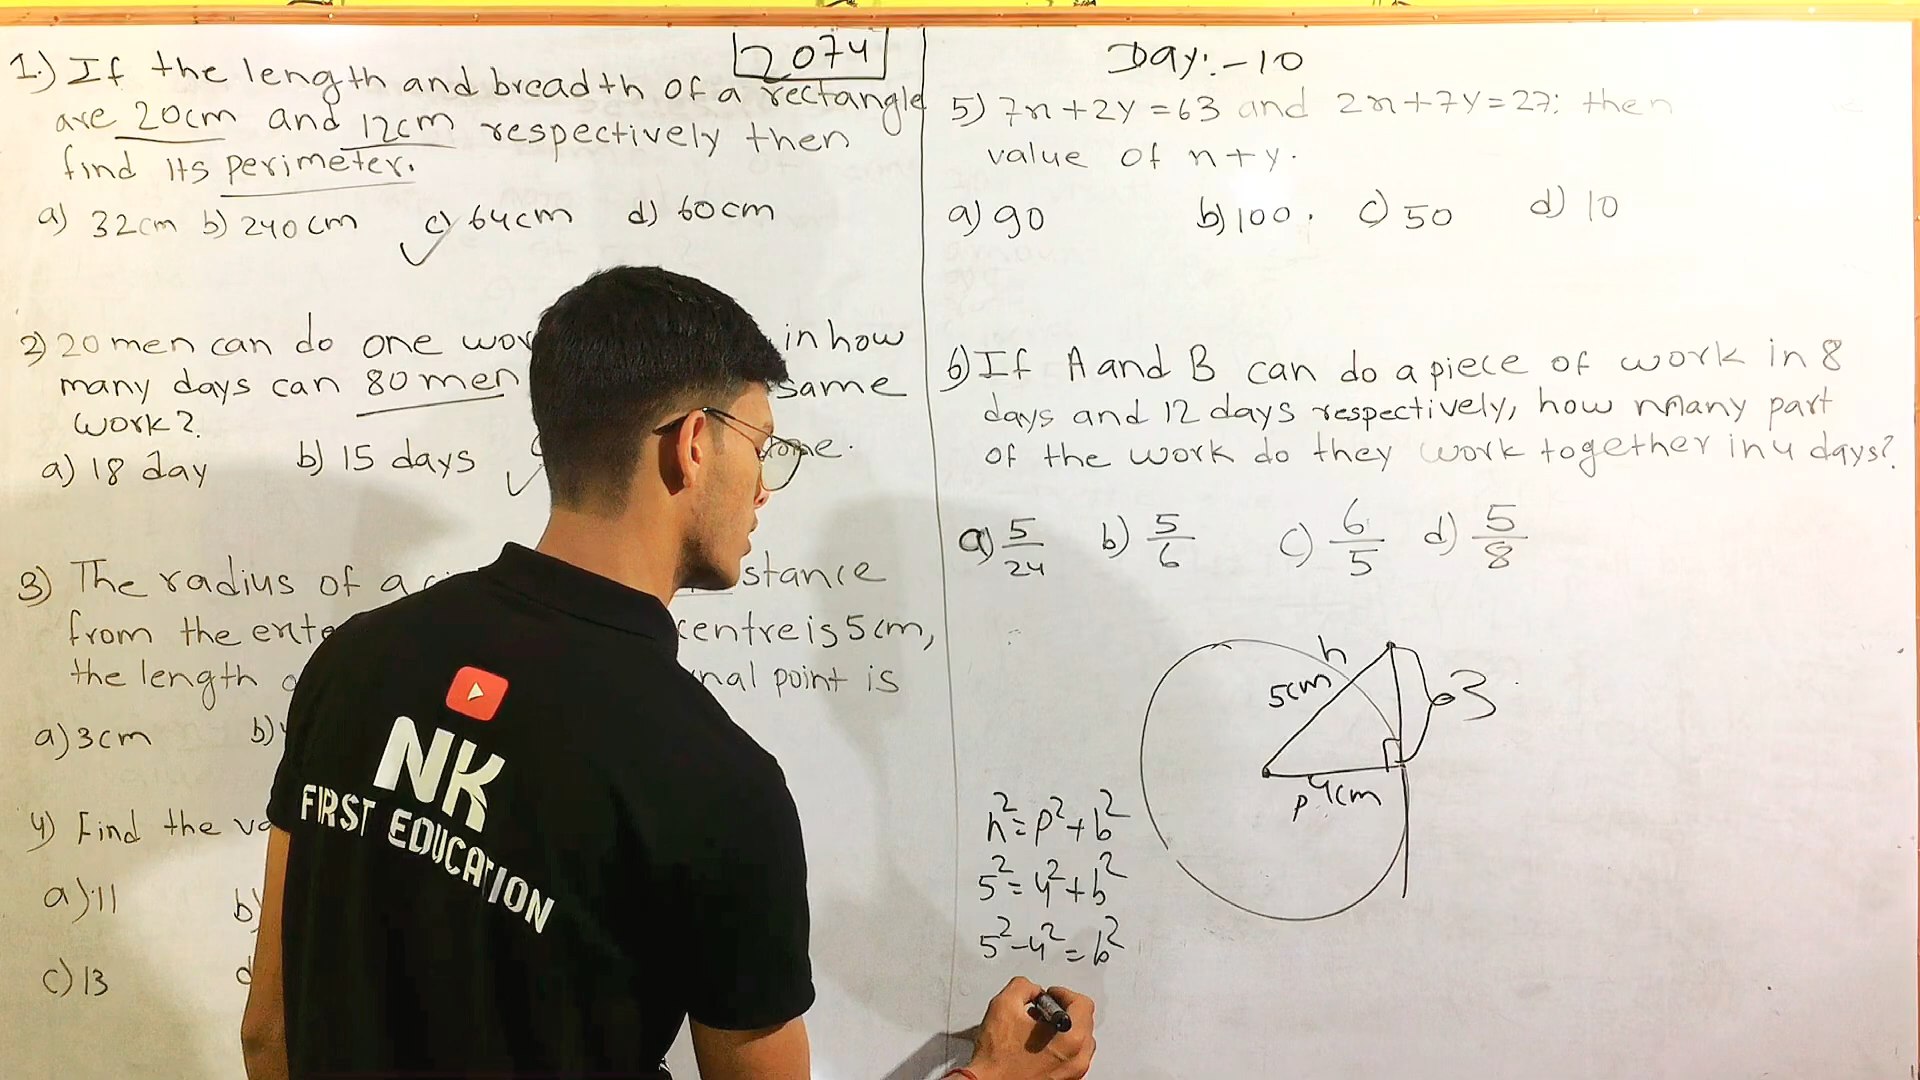 2074
1.) If the length and breadth of a rectangle
are 20cm and 12cm respectively then
find its perimeter.
a) 32cm b) 240cm c) 64cm d) 60cm
2) 20 men can do one in how
many days can 80 men same
work?
a) 18 day b) 15 days
3) The radius of a
from the centre is 5cm,
the length point is
a) 3cm b)
4) Find the
a) 11 b)
c) 13
Day:-10
5) 7x+2y=63 and 2x+7y=27: then
value of x+y.
a) 90 b) 100. c) 50 d) 10
6) If A and B can do a piece of work in 8
days and 12 days respectively, how many part
of the work do they work together in 4 days?
a) 5/24 b) 5/6 c) 6/5 d) 5/8
h
5cm
b3
P 4cm
h²=p²+b²
5²=4²+b²
5²-4²=b²
NK
FIRST EDUCATION